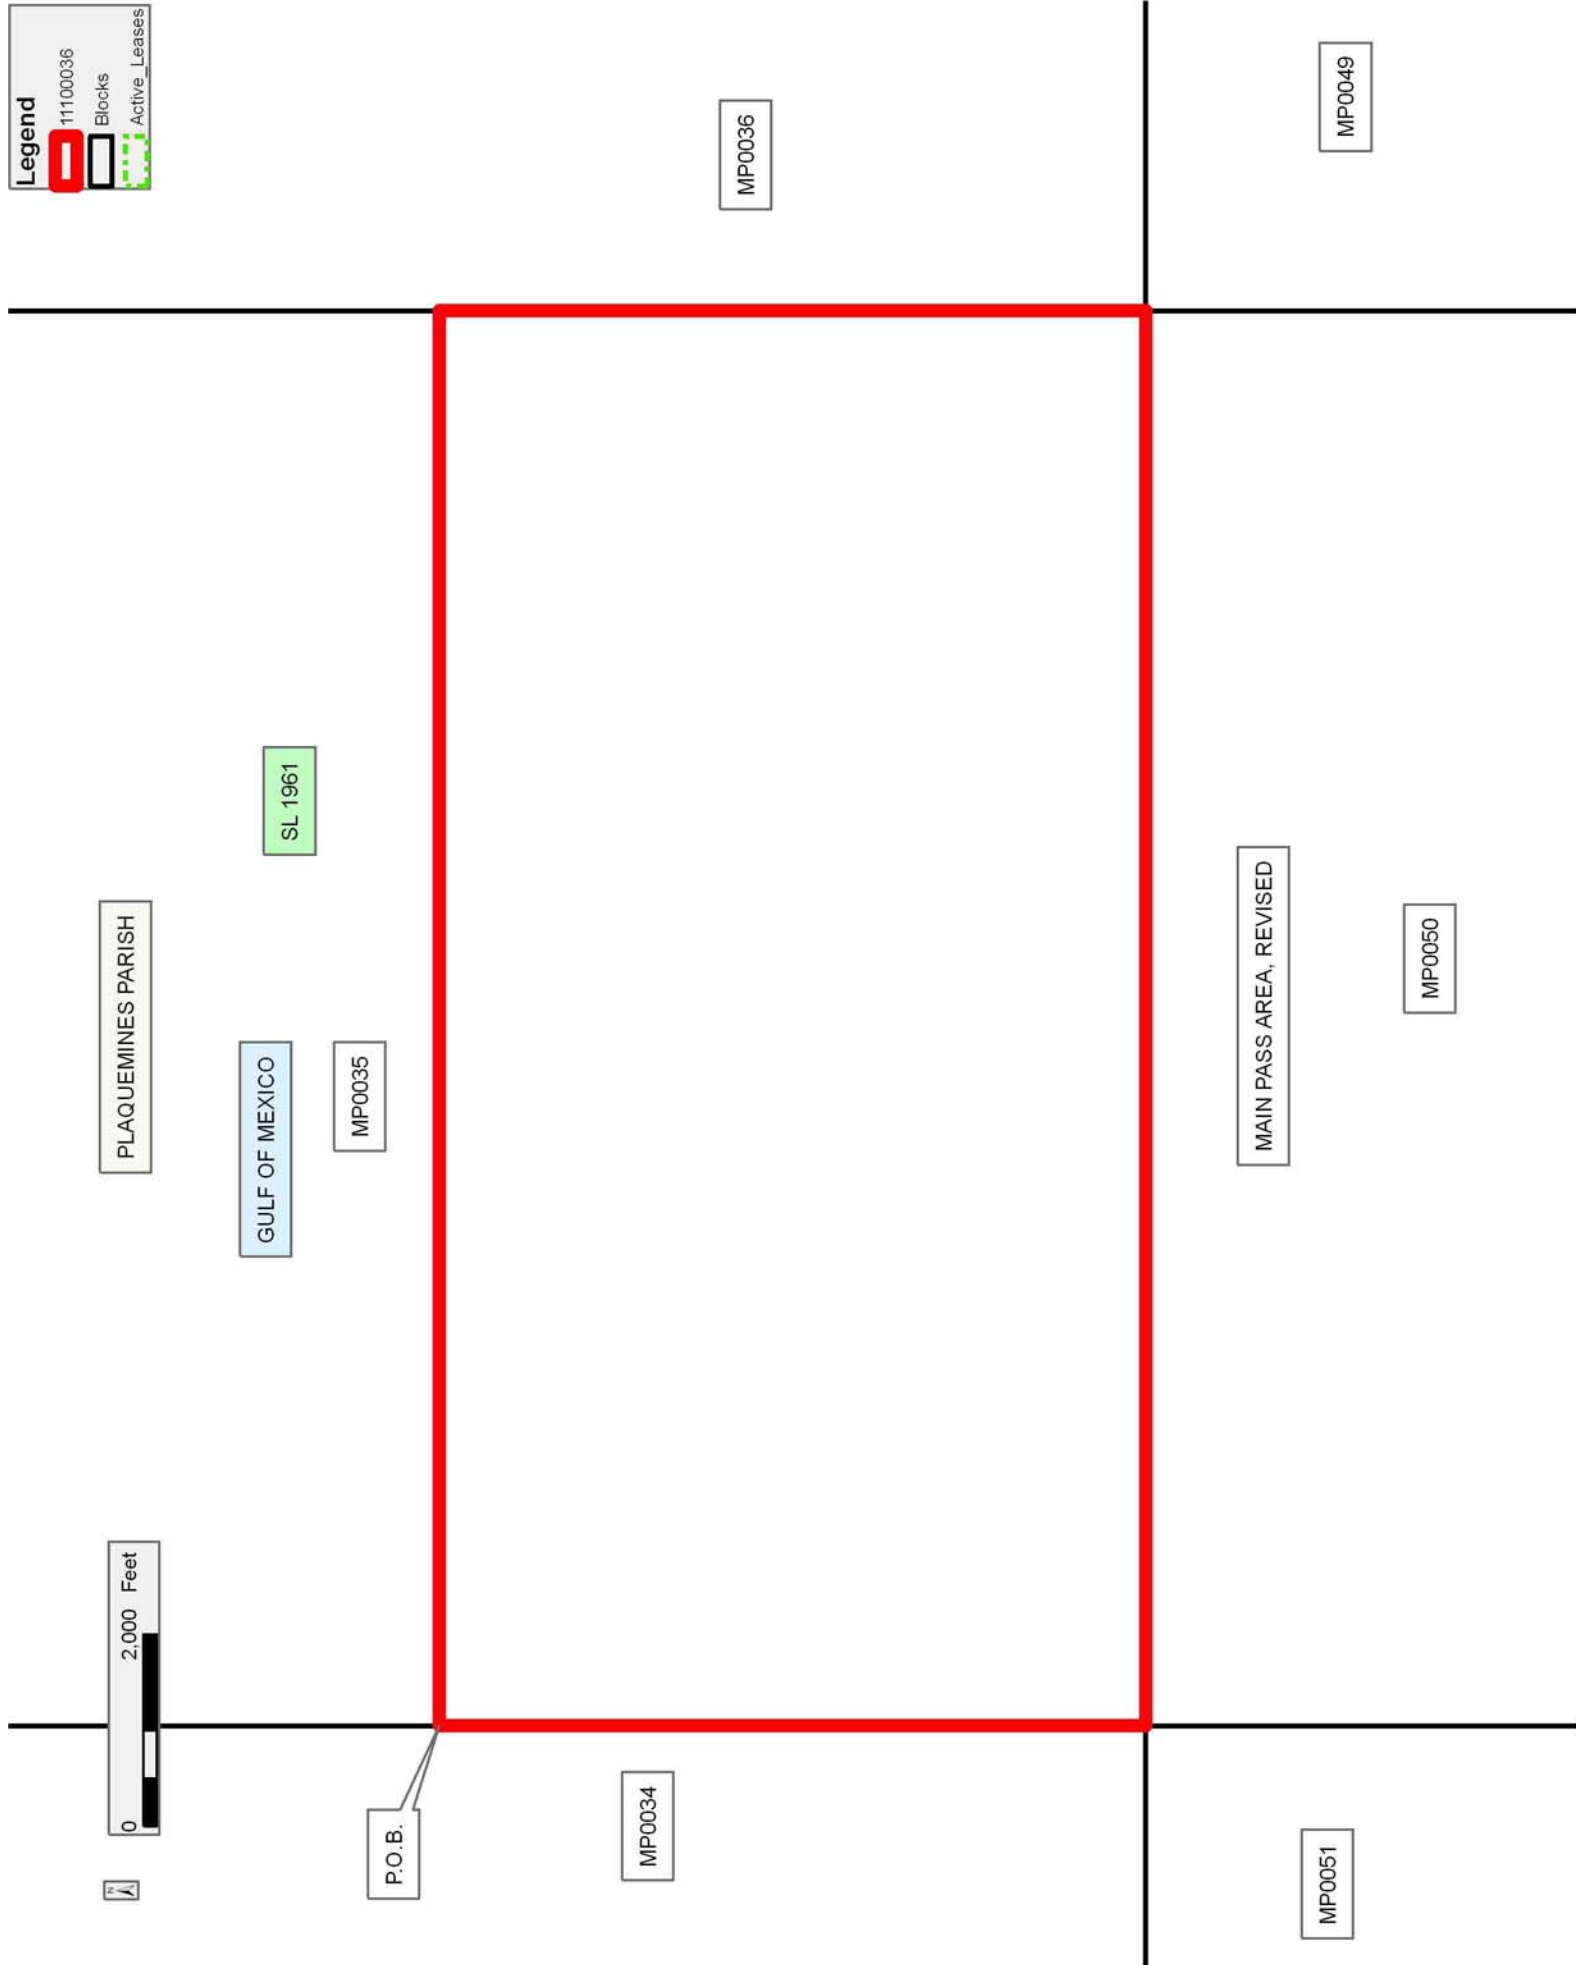 Legend
11100036
Blocks
Active_Leases
0 2,000 Feet
N
PLAQUEMINES PARISH
GULF OF MEXICO
SL 1961
MP0035
P.O.B.
MP0034
MP0036
MAIN PASS AREA, REVISED
MP0051
MP0050
MP0049